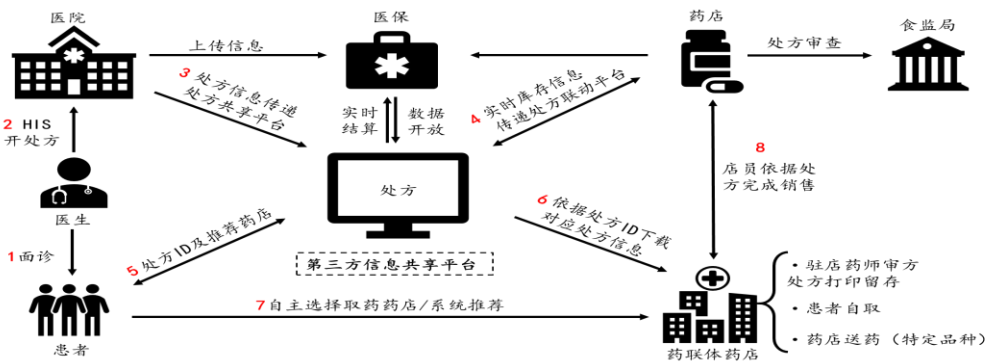 医院
医保
药店
食监局
上传信息
处方审查
3 处方信息传递
处方共享平台
实时
结算
数据
开放
4 实时库存信息
传递处方联动平台
2 HIS
开处方
8
店员依据处
方完成销售
处方
医生
6 依据处方ID下载
对应处方信息
1面诊
5 处方ID及推荐药店
第三方信息共享平台
· 驻店药师审方
处方打印留存
· 患者自取
· 药店送药（特定品种）
7自主选择取药药店/系统推荐
患者
药联体药店